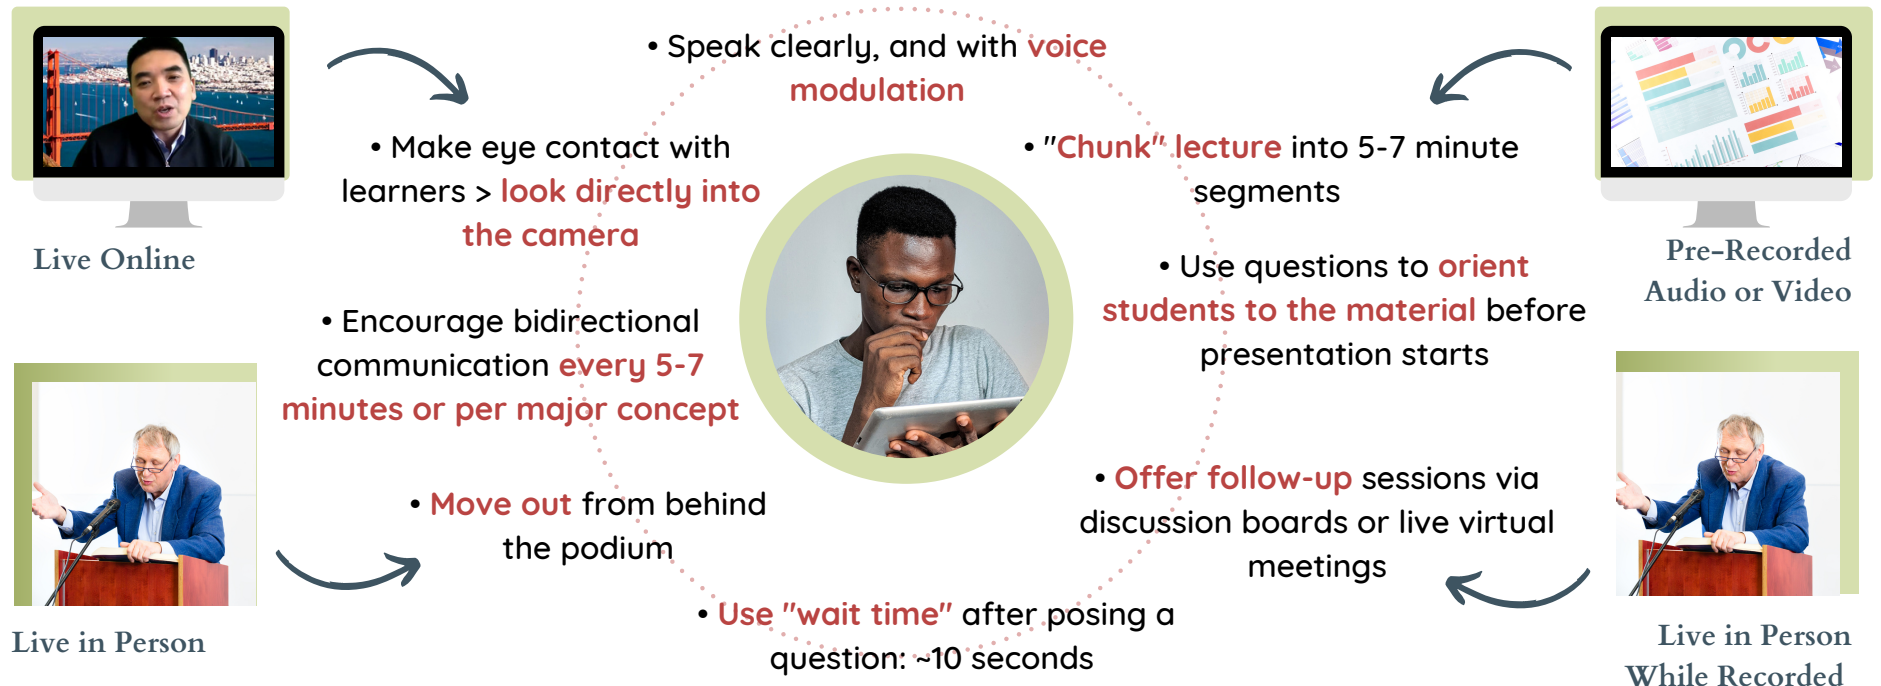 • Speak clearly, and with voice
modulation
• Make eye contact with
learners > look directly into
the camera
• "Chunk" lecture into 5-7 minute
segments
Live Online
Pre-Recorded
Audio or Video
• Use questions to orient
students to the material before
presentation starts
• Encourage bidirectional
communication every 5-7
minutes or per major concept
• Move out from behind
the podium
• Offer follow-up sessions via
discussion boards or live virtual
meetings
• Use "wait time" after posing a
question: ~10 seconds
Live in Person
Live in Person
While Recorded